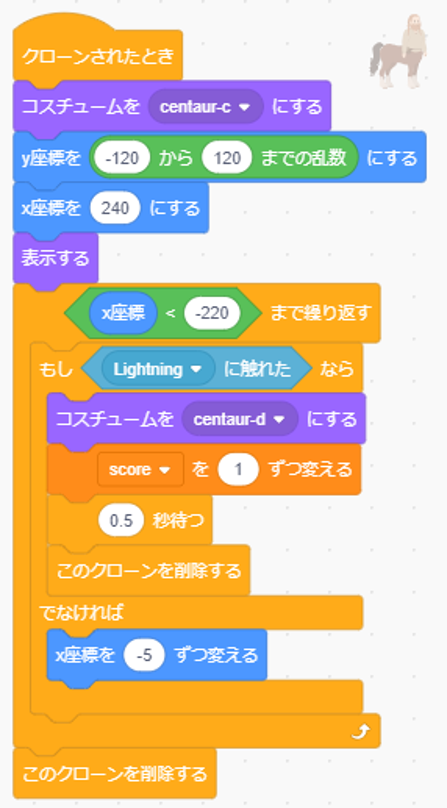 クローンされたとき
コスチュームを centaur-c にする
y座標を -120 から 120 までの乱数 にする
x座標を 240 にする
表示する
x座標 < -220 まで繰り返す
もし Lightning に触れた なら
コスチュームを centaur-d にする
score を 1 ずつ変える
0.5 秒待つ
このクローンを削除する
でなければ
x座標を -5 ずつ変える
このクローンを削除する